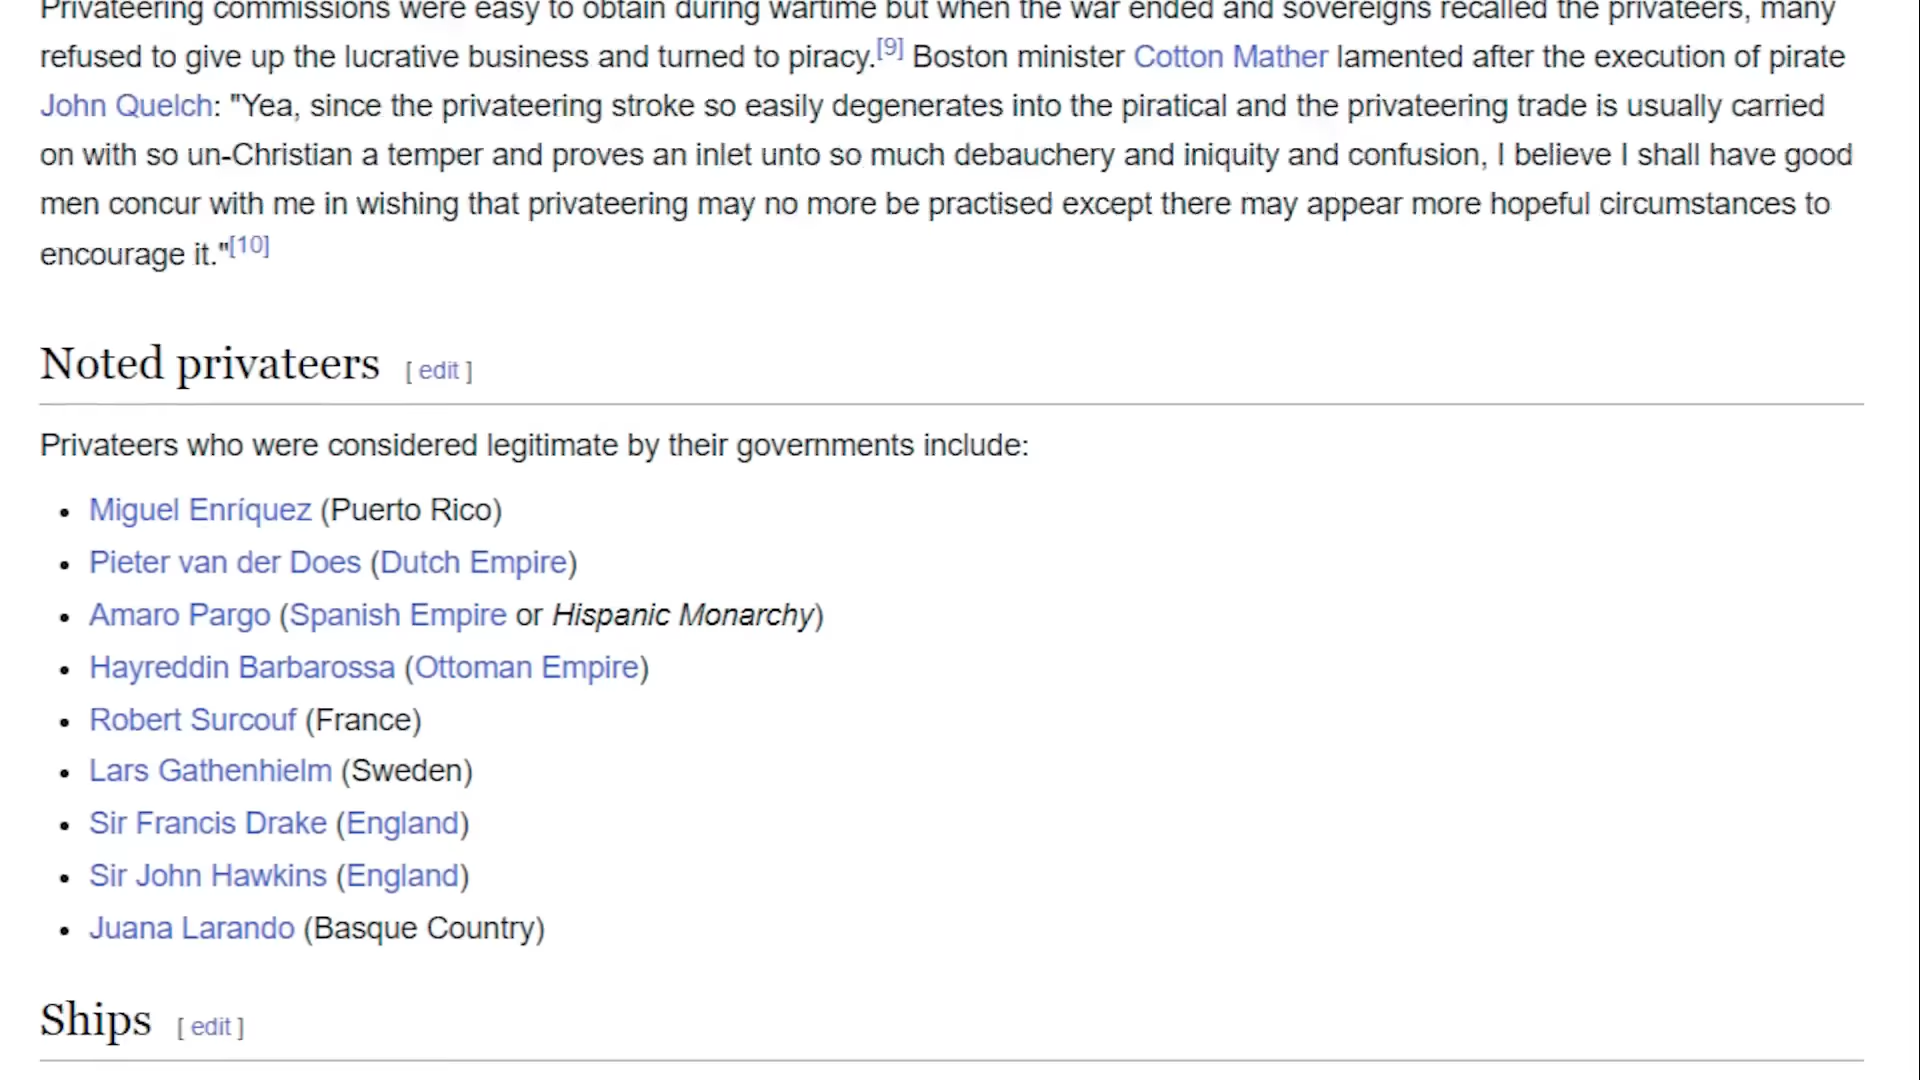 Privateering commissions were easy to obtain during wartime but when the war ended and sovereigns recalled the privateers, many
refused to give up the lucrative business and turned to piracy.[9] Boston minister Cotton Mather lamented after the execution of pirate
John Quelch: "Yea, since the privateering stroke so easily degenerates into the piratical and the privateering trade is usually carried
on with so un-Christian a temper and proves an inlet unto so much debauchery and iniquity and confusion, I believe I shall have good
men concur with me in wishing that privateering may no more be practised except there may appear more hopeful circumstances to
encourage it."[10]
Noted privateers [ edit ]
Privateers who were considered legitimate by their governments include:
• Miguel Enríquez (Puerto Rico)
• Pieter van der Does (Dutch Empire)
• Amaro Pargo (Spanish Empire or Hispanic Monarchy)
• Hayreddin Barbarossa (Ottoman Empire)
• Robert Surcouf (France)
• Lars Gathenhielm (Sweden)
• Sir Francis Drake (England)
• Sir John Hawkins (England)
• Juana Larando (Basque Country)
Ships [ edit ]